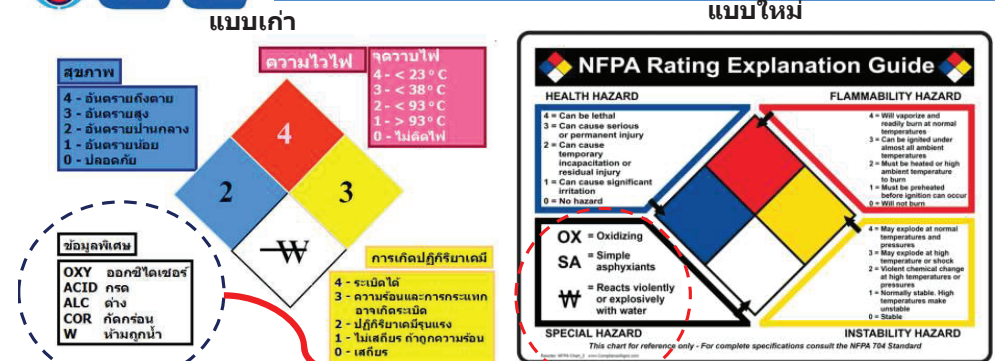 แบบเก่า
แบบใหม่
สุขภาพ
4 - อันตรายถึงตาย
3 - อันตรายสูง
2 - อันตรายปานกลาง
1 - อันตรายน้อย
0 - ปลอดภัย
ความไวไฟ
จุดวาบไฟ
4 - < 23 ° C
3 - < 38 ° C
2 - < 93 ° C
1 - > 93 ° C
0 - ไม่ติดไฟ
4
2
3
W
ข้อมูลพิเศษ
OXY ออกซิไดเซอร์
ACID กรด
ALC ด่าง
COR กัดกร่อน
W ห้ามถูกน้ำ
การเกิดปฏิกิริยาเคมี
4 - ระเบิดได้
3 - ความร้อนและการกระแทก
อาจเกิดระเบิด
2 - ปฏิกิริยาเคมีรุนแรง
1 - ไม่เสถียร ถ้าถูกความร้อน
0 - เสถียร
NFPA Rating Explanation Guide
HEALTH HAZARD
4 = Can be lethal
3 = Can cause serious
or permanent injury
2 = Can cause
temporary
incapacitation or
residual injury
1 = Can cause significant
irritation
0 = No hazard
FLAMMABILITY HAZARD
4 = Will vaporize and
readily burn at normal
temperatures
3 = Can be ignited under
almost all ambient
temperatures
2 = Must be heated or high
ambient temperature
to burn
1 = Must be preheated
before ignition can occur
0 = Will not burn
OX = Oxidizing
SA = Simple
asphyxiants
W = Reacts violently
or explosively
with water
SPECIAL HAZARD
4 = May explode at normal
temperatures and
pressures
3 = May explode at high
temperature or shock
2 = Violent chemical change
at high temperatures or
pressures
1 = Normally stable. High
temperatures make
unstable
0 = Stable
INSTABILITY HAZARD
This chart for reference only - For complete specifications consult the NFPA 704 Standard